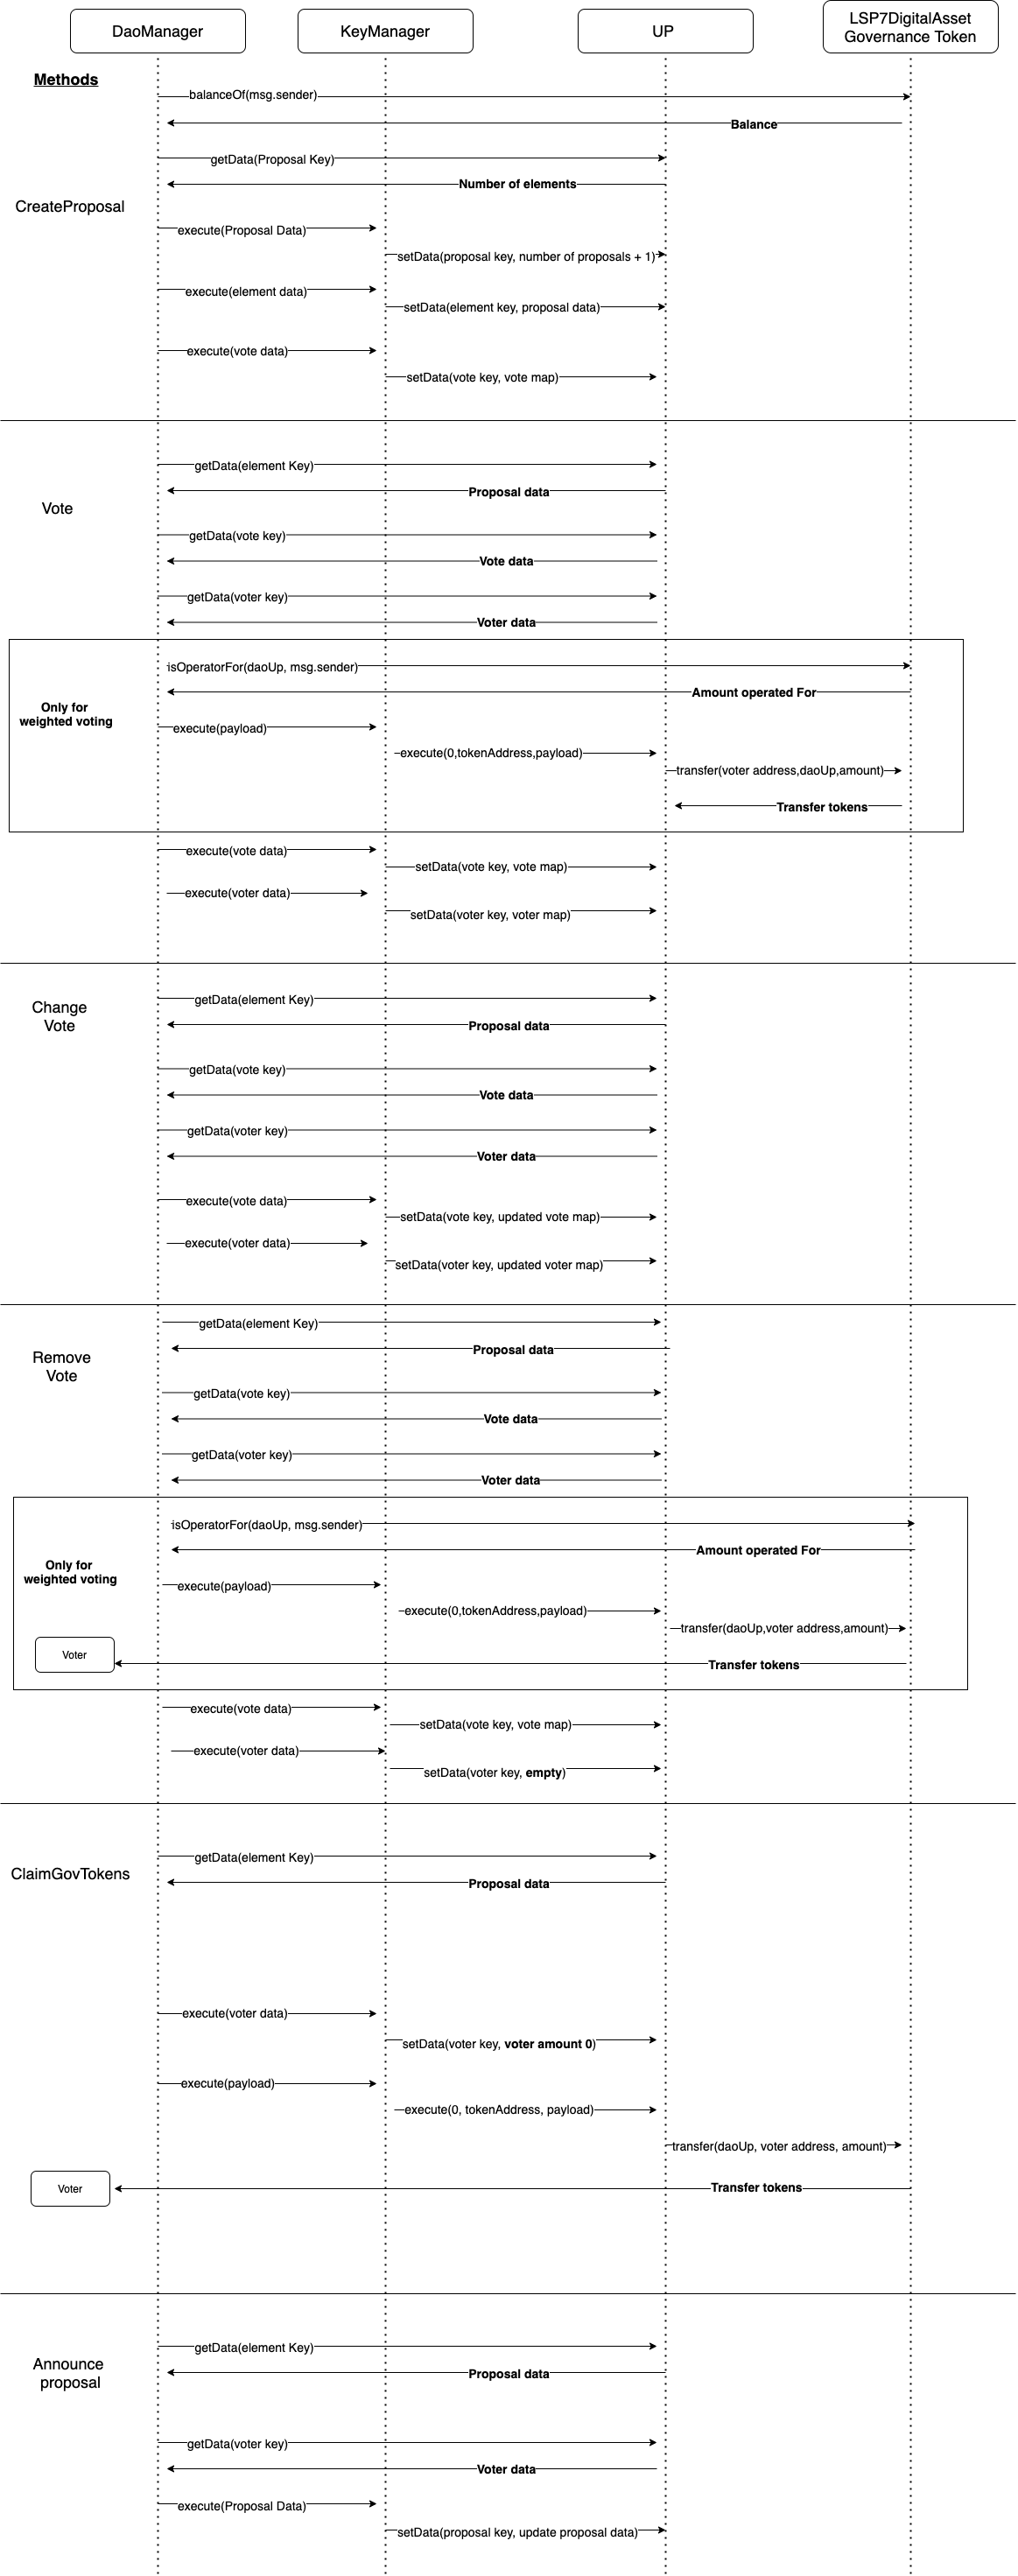 DaoManager
KeyManager
UP
LSP7DigitalAsset
Governance Token
Methods
balanceOf(msg.sender)
Balance
getData(Proposal Key)
Number of elements
CreateProposal
execute(Proposal Data)
setData(proposal key, number of proposals + 1)
execute(element data)
setData(element key, proposal data)
execute(vote data)
setData(vote key, vote map)
getData(element Key)
Proposal data
Vote
getData(vote key)
Vote data
getData(voter key)
Voter data
isOperatorFor(daoUp, msg.sender)
Amount operated For
Only for
weighted voting
execute(payload)
execute(0,tokenAddress,payload)
transfer(voter address,daoUp,amount)
Transfer tokens
execute(vote data)
setData(vote key, vote map)
execute(voter data)
setData(voter key, voter map)
getData(element Key)
Change
Vote
Proposal data
getData(vote key)
Vote data
getData(voter key)
Voter data
execute(vote data)
setData(vote key, updated vote map)
execute(voter data)
setData(voter key, updated voter map)
getData(element Key)
Proposal data
Remove
Vote
getData(vote key)
Vote data
getData(voter key)
Voter data
isOperatorFor(daoUp, msg.sender)
Amount operated For
Only for
weighted voting
execute(payload)
execute(0,tokenAddress,payload)
transfer(daoUp,voter address,amount)
Voter
Transfer tokens
execute(vote data)
setData(vote key, vote map)
execute(voter data)
setData(voter key, empty)
getData(element Key)
ClaimGovTokens
Proposal data
execute(voter data)
setData(voter key, voter amount 0)
execute(payload)
execute(0, tokenAddress, payload)
transfer(daoUp, voter address, amount)
Voter
Transfer tokens
getData(element Key)
Announce
proposal
Proposal data
getData(voter key)
Voter data
execute(Proposal Data)
setData(proposal key, update proposal data)